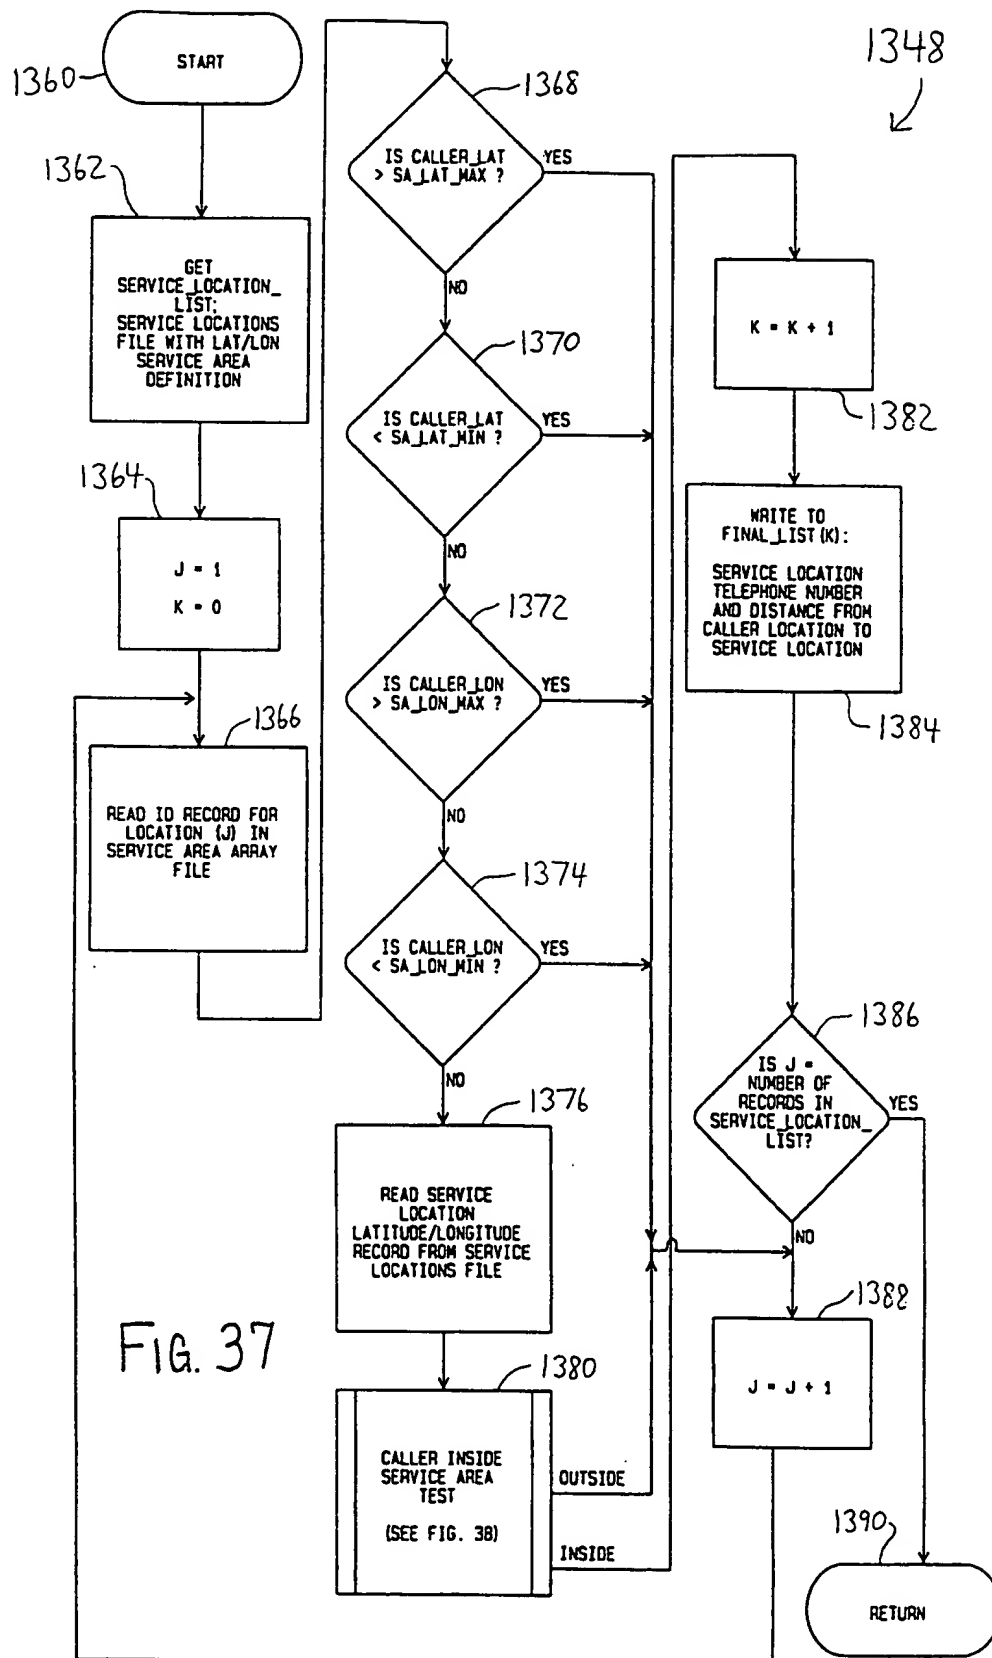 1360
START
1362
GET
SERVICE_LOCATION_
LIST:
SERVICE LOCATIONS
FILE WITH LAT/LON
SERVICE AREA
DEFINITION
1364
J = 1
K = 0
1366
READ ID RECORD FOR
LOCATION (J) IN
SERVICE AREA ARRAY
FILE
1368
IS CALLER_LAT
> SA_LAT_MAX ?
YES
NO
1370
IS CALLER_LAT
< SA_LAT_MIN ?
YES
NO
1372
IS CALLER_LON
> SA_LON_MAX ?
YES
NO
1374
IS CALLER_LON
< SA_LON_MIN ?
YES
NO
1376
READ SERVICE
LOCATION
LATITUDE/LONGITUDE
RECORD FROM SERVICE
LOCATIONS FILE
1380
CALLER INSIDE
SERVICE AREA
TEST
(SEE FIG. 38)
OUTSIDE
INSIDE
1348
K = K + 1
1382
WRITE TO
FINAL_LIST(K):
SERVICE LOCATION
TELEPHONE NUMBER
AND DISTANCE FROM
CALLER LOCATION TO
SERVICE LOCATION
1384
1386
IS J =
NUMBER OF
RECORDS IN
SERVICE_LOCATION_
LIST?
YES
NO
1388
J = J + 1
1390
RETURN
FIG. 37